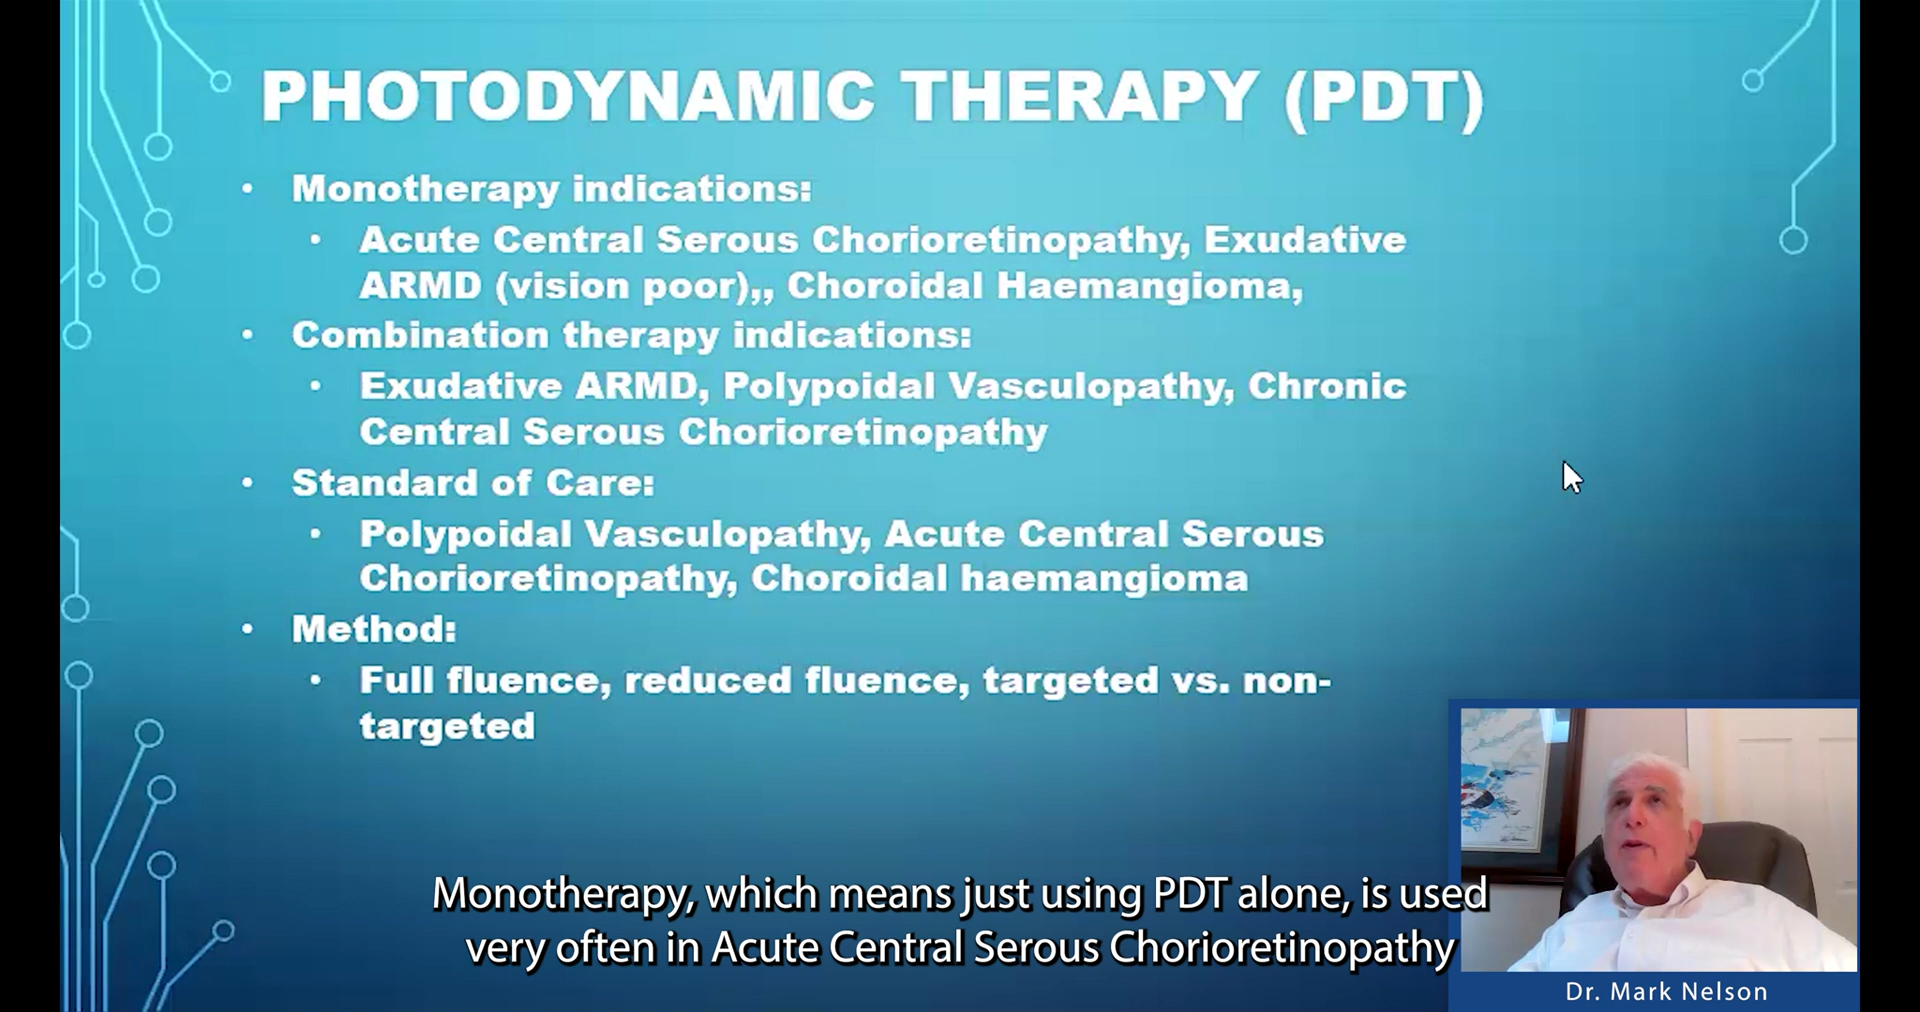 PHOTODYNAMIC THERAPY (PDT)
• Monotherapy indications:
• Acute Central Serous Chorioretinopathy, Exudative
ARMD (vision poor),, Choroidal Haemangioma,
• Combination therapy indications:
• Exudative ARMD, Polypoidal Vasculopathy, Chronic
Central Serous Chorioretinopathy
• Standard of Care:
• Polypoidal Vasculopathy, Acute Central Serous
Chorioretinopathy, Choroidal haemangioma
• Method:
• Full fluence, reduced fluence, targeted vs. non-
targeted
Monotherapy, which means just using PDT alone, is used
very often in Acute Central Serous Chorioretinopathy
Dr. Mark Nelson